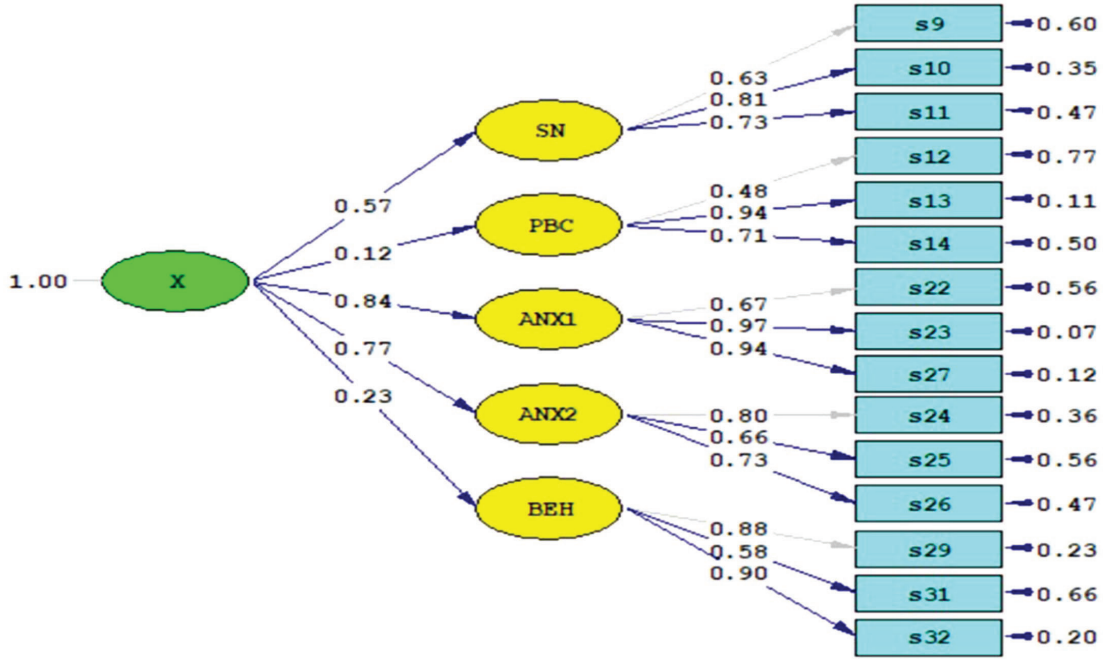 s9 0.60
0.63 s10 0.35
0.81
SN 0.73 s11 0.47
s12 0.77
0.57 0.48
0.94 s13 0.11
0.12 PBC 0.71 s14 0.50
1.00 X
0.84 0.67 s22 0.56
ANX1 0.97 s23 0.07
0.77 0.94 s27 0.12
0.23 ANX2 0.80 s24 0.36
0.66
0.73 s25 0.56
BEH s26 0.47
0.88 s29 0.23
0.58
0.90 s31 0.66
s32 0.20